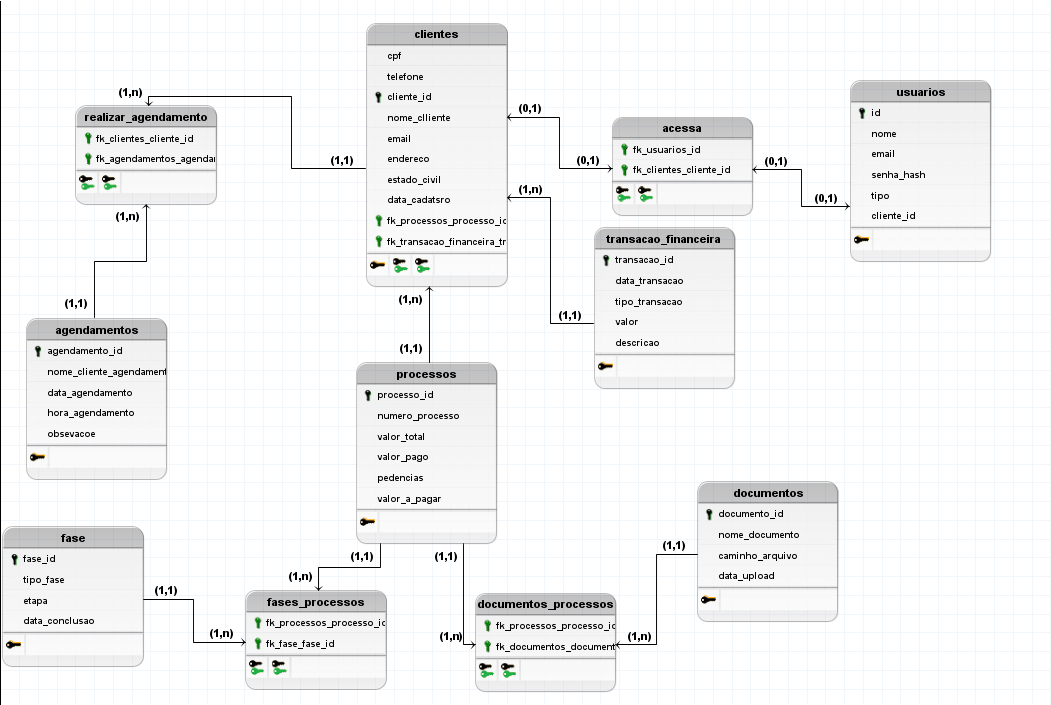 clientes
cpf
telefone
cliente_id
nome_clliente
email
endereco
estado_civil
data_cadatsro
fk_processos_processo_ic
fk_transacao_financeira_tr
(1,n)
realizar_agendamento
fk_clientes_cliente_id
fk_agendamentos_agendar
(1,1)
(1,n)
(0,1)
(0,1)
acessa
fk_usuarios_id
fk_clientes_cliente_id
(0,1)
(0,1)
usuarios
id
nome
email
senha_hash
tipo
cliente_id
(1,n)
(1,1)
transacao_financeira
transacao_id
data_transacao
tipo_transacao
valor
descricao
(1,1)
agendamentos
agendamento_id
nome_cliente_agendament
data_agendamento
hora_agendamento
obsevacoe
(1,n)
(1,1)
processos
processo_id
numero_processo
valor_total
valor_pago
pedencias
valor_a_pagar
documentos
documento_id
nome_documento
caminho_arquivo
data_upload
fase
fase_id
tipo_fase
etapa
data_conclusao
(1,1)
(1,n)
(1,1)
(1,n)
fases_processos
fk_processos_processo_ic
fk_fase_fase_id
(1,1)
(1,n)
documentos_processos
fk_processos_processo_ic
fk_documentos_document
(1,1)
(1,n)